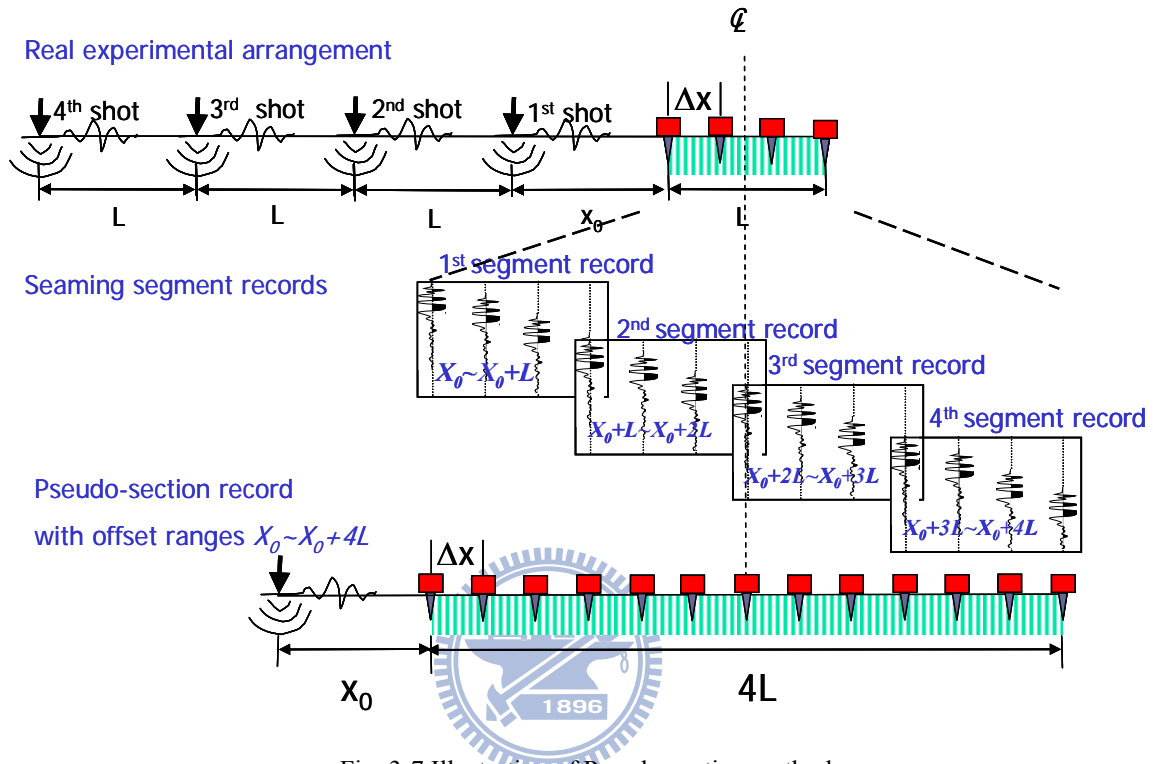 ℄
Real experimental arrangement
Δx
4th shot
3rd shot
2nd shot
1st shot
L
L
L
x0
L
1st segment record
Seaming segment records
2nd segment record
3rd segment record
X0~X0+L
4th segment record
X0+L~X0+2L
X0+2L~X0+3L
Pseudo-section record
X0+3L~X0+4L
with offset ranges X0~X0+4L
Δx
x0
4L
1896